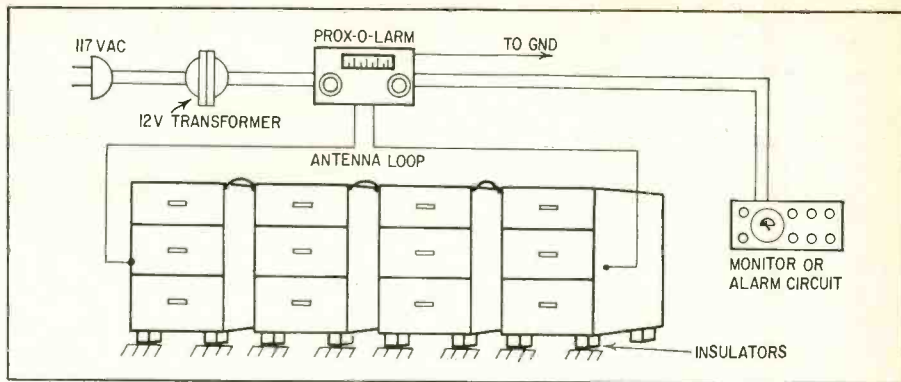 117 VAC
PROX-O-LARM
TO GND
12V TRANSFORMER
ANTENNA LOOP
MONITOR OR
ALARM CIRCUIT
INSULATORS